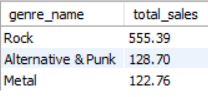 genre_name total_sales
Rock 555.39
Alternative & Punk 128.70
Metal 122.76